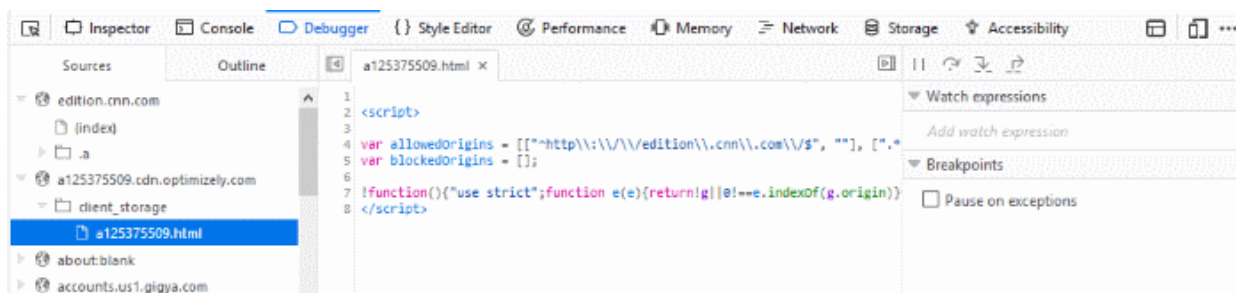 Inspector Console Debugger {} Style Editor Performance Memory Network Storage Accessibility
Sources Outline
a125375509.html ×
edition.cnn.com
(index)
.a
a125375509.cdn.optimizely.com
client_storage
a125375509.html
about:blank
accounts.us1.gigya.com
1
2 <script>
3
4 var allowedOrigins = [["^http\\:\\/\\/edition\\.cnn\\.com\\/$", ""], [".*
5 var blockedOrigins = [];
6
7 !function(){"use strict";function e(e){return!g||0!==e.indexOf(g.origin)}
8 </script>
Watch expressions
Add watch expression
Breakpoints
Pause on exceptions